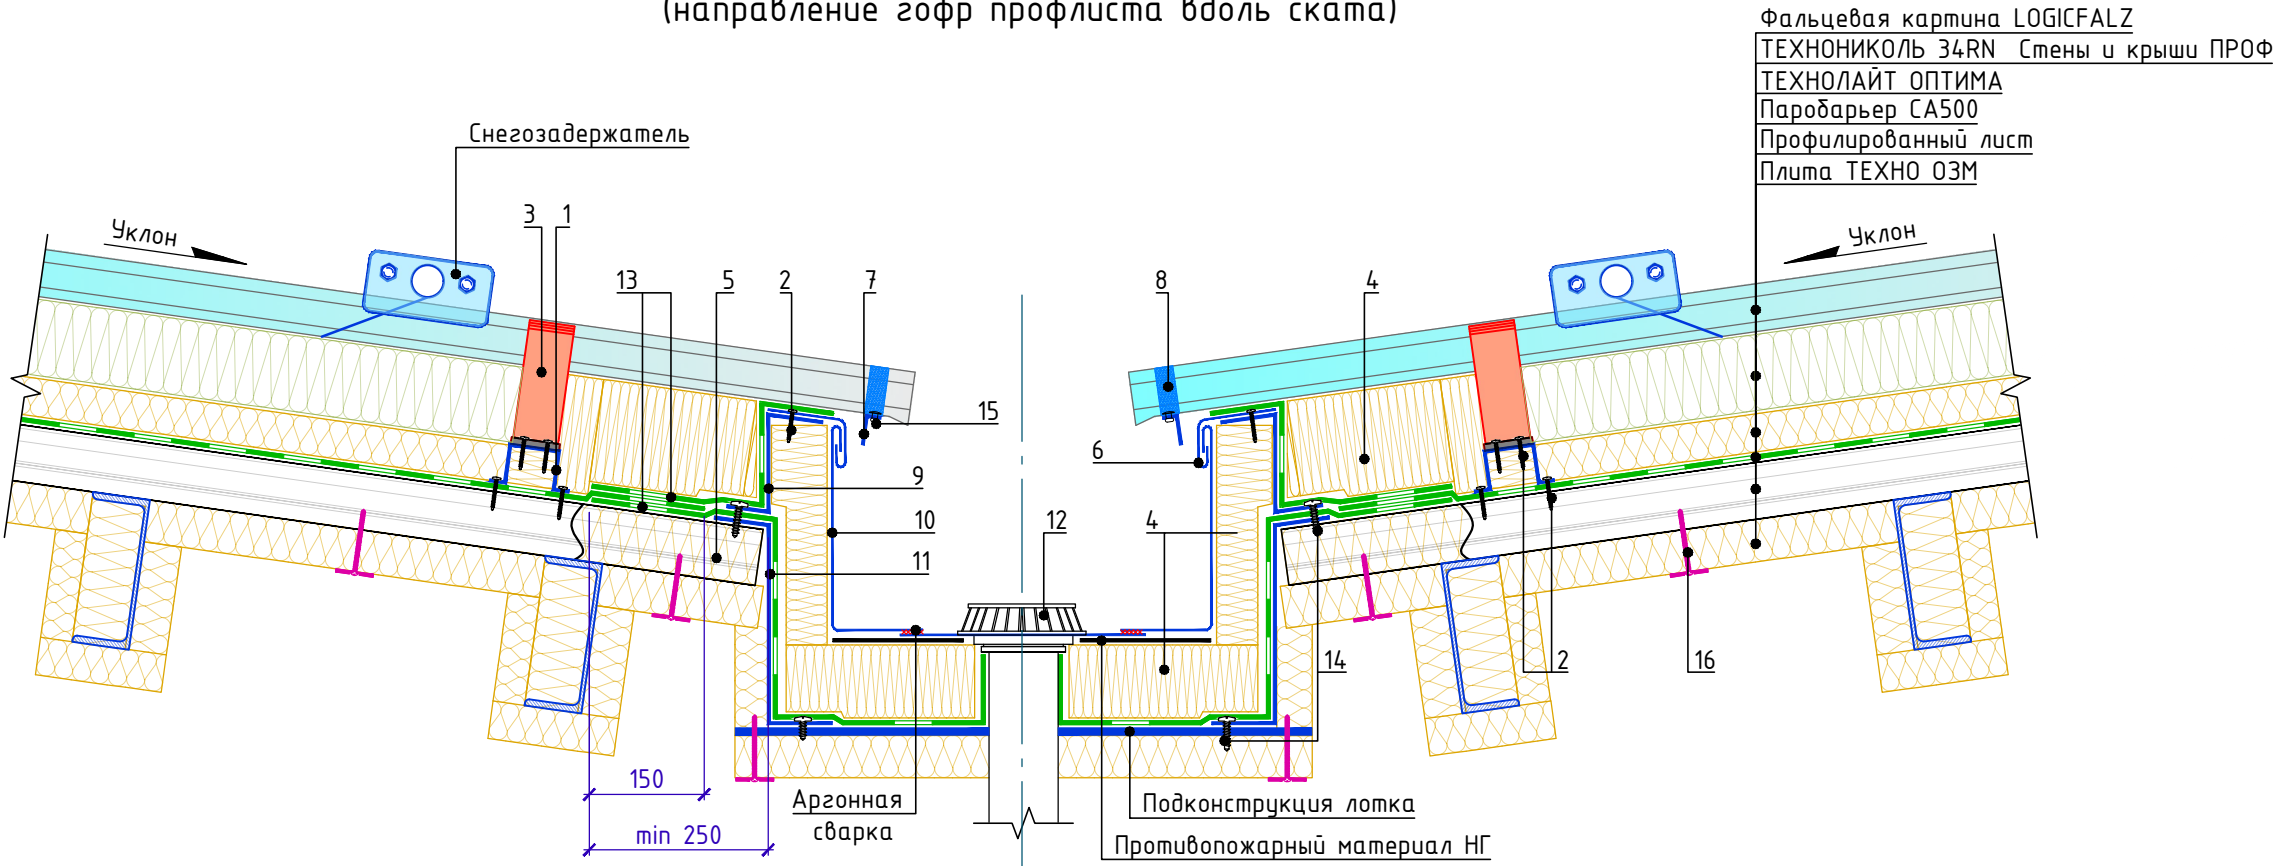 (направление гофр профлиста вдоль ската)
Фальцевая картина LOGICFALZ
ТЕХНОНИКОЛЬ 34RN Стены и крыши ПРОФ
ТЕХНОЛАЙТ ОПТИМА
Паробарьер СА500
Профилированный лист
Плита ТЕХНО ОЗМ
Снегозадержатель
Уклон
3 1
13
5
2
7
8
4
Уклон
15
6
9
10
11
12
4
14
2
16
150
min 250
Аргонная
сварка
Подконструкция лотка
Противопожарный материал НГ